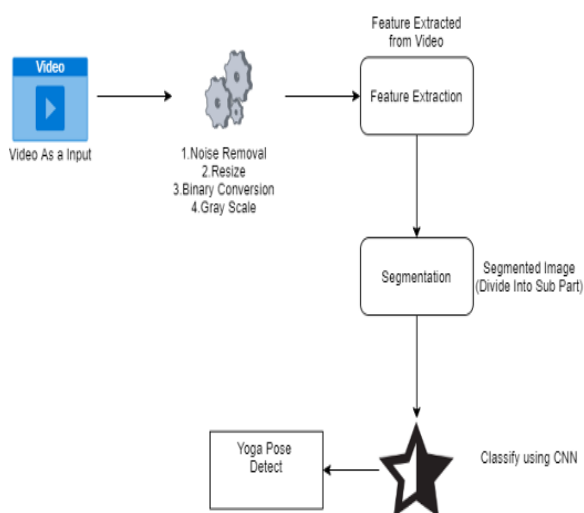 Video
Video As a Input
1.Noise Removal
2.Resize
3.Binary Conversion
4.Gray Scale
Feature Extracted
from Video
Feature Extraction
Segmentation
Segmented Image
(Divide Into Sub Part)
Classify using CNN
Yoga Pose
Detect